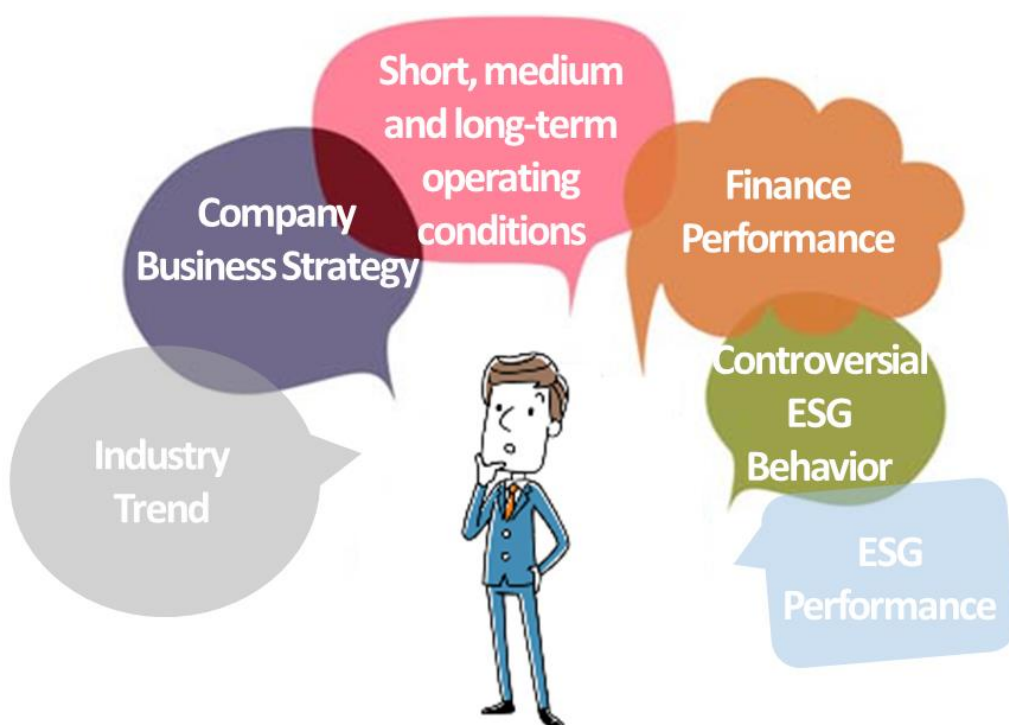 Short, medium
and long-term
operating
conditions
Company
Business Strategy
Finance
Performance
Industry
Trend
Controversial
ESG
Behavior
ESG
Performance